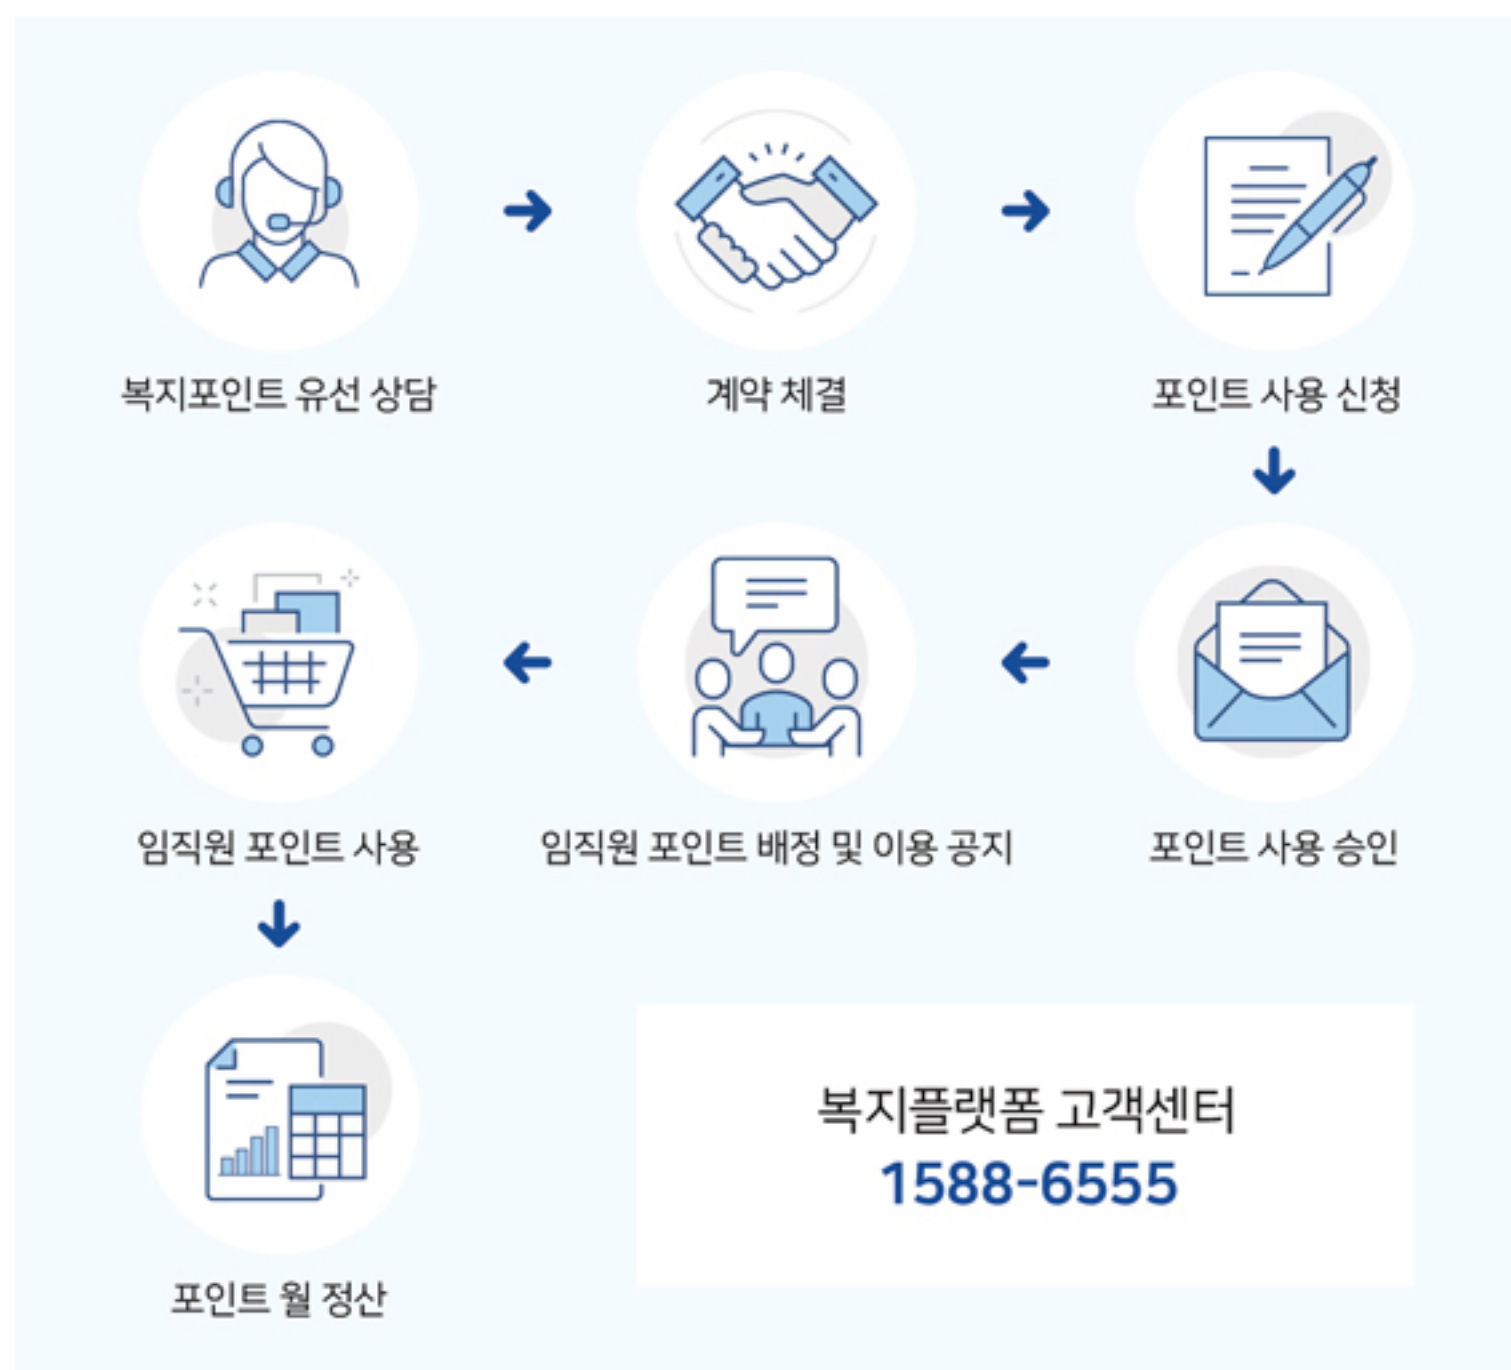 복지포인트 유선 상담
계약 체결
포인트 사용 신청
포인트 사용 승인
임직원 포인트 배정 및 이용 공지
임직원 포인트 사용
포인트 월 정산
복지플랫폼 고객센터
1588-6555